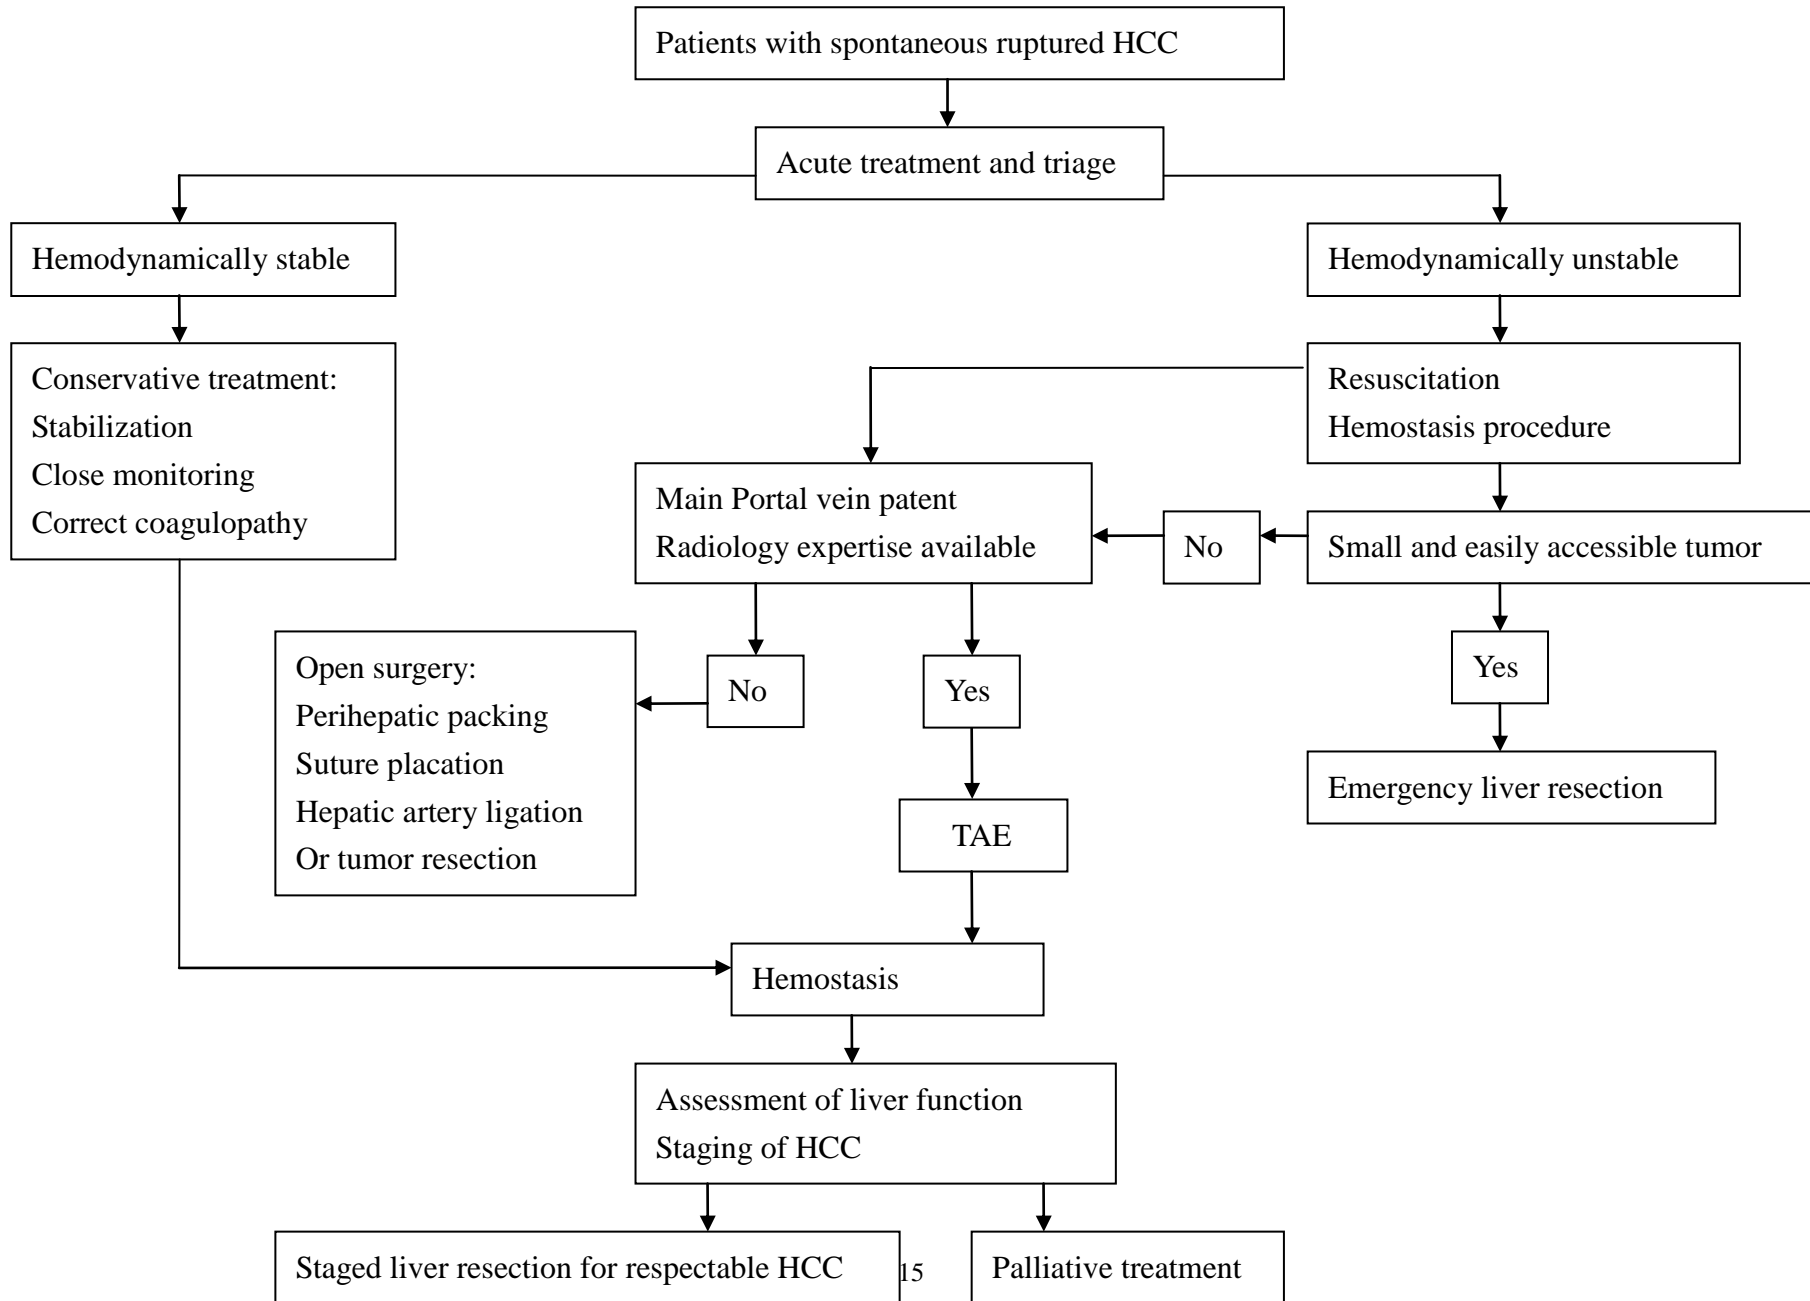 Patients with spontaneous ruptured HCC
Acute treatment and triage
Hemodynamically stable
Hemodynamically unstable
Conservative treatment:
Stabilization
Close monitoring
Correct coagulopathy
Resuscitation
Hemostasis procedure
Main Portal vein patent
Radiology expertise available
No
Small and easily accessible tumor
Open surgery:
Perihepatic packing
Suture placation
Hepatic artery ligation
Or tumor resection
No
Yes
Yes
Emergency liver resection
TAE
Hemostasis
Assessment of liver function
Staging of HCC
Staged liver resection for respectable HCC
15
Palliative treatment